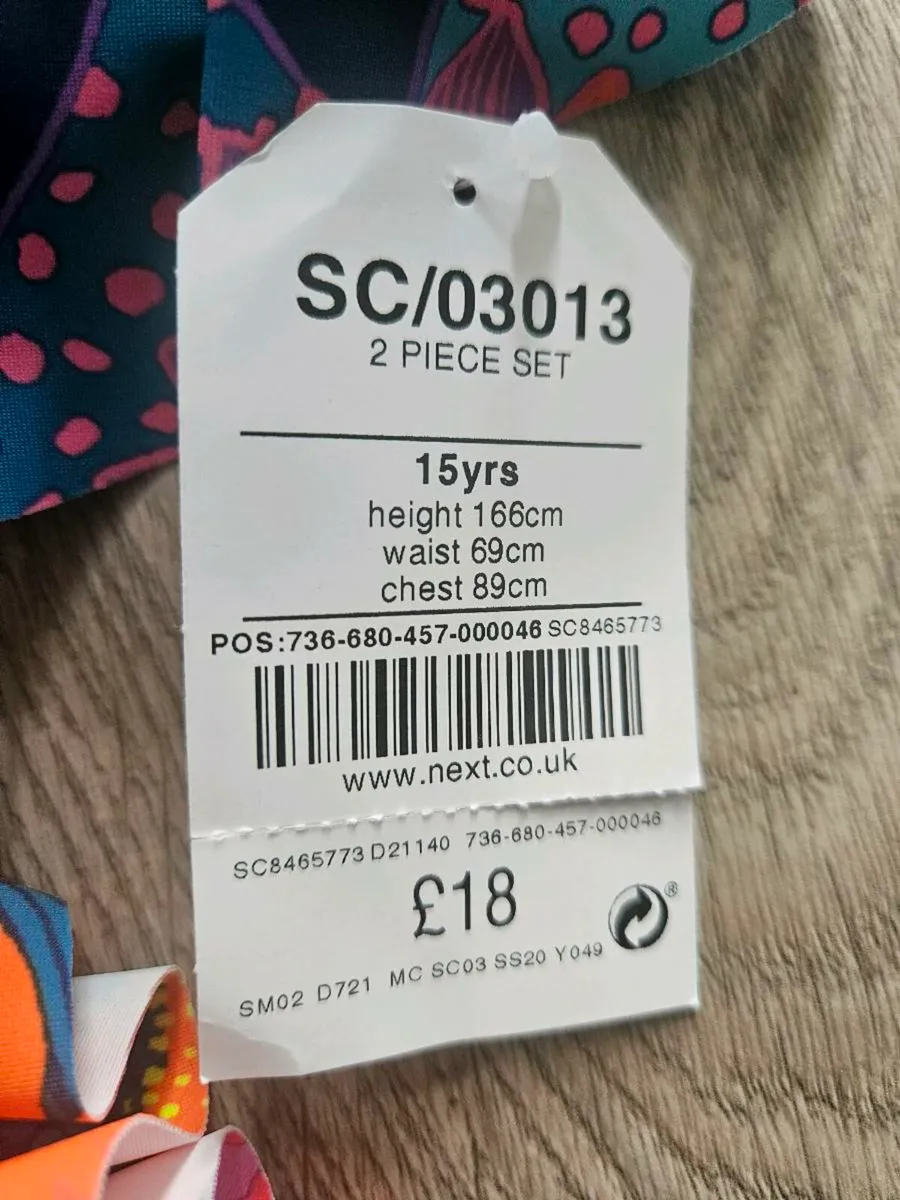 SC/03013
2 PIECE SET
15yrs
height 166cm
waist 69cm
chest 89cm
POS:736-680-457-000046 SC8465773
www.next.co.uk
SC8465773 D21140 736-680-457-000046
£18
®
SM02 D721 MC SC03 SS20 Y049